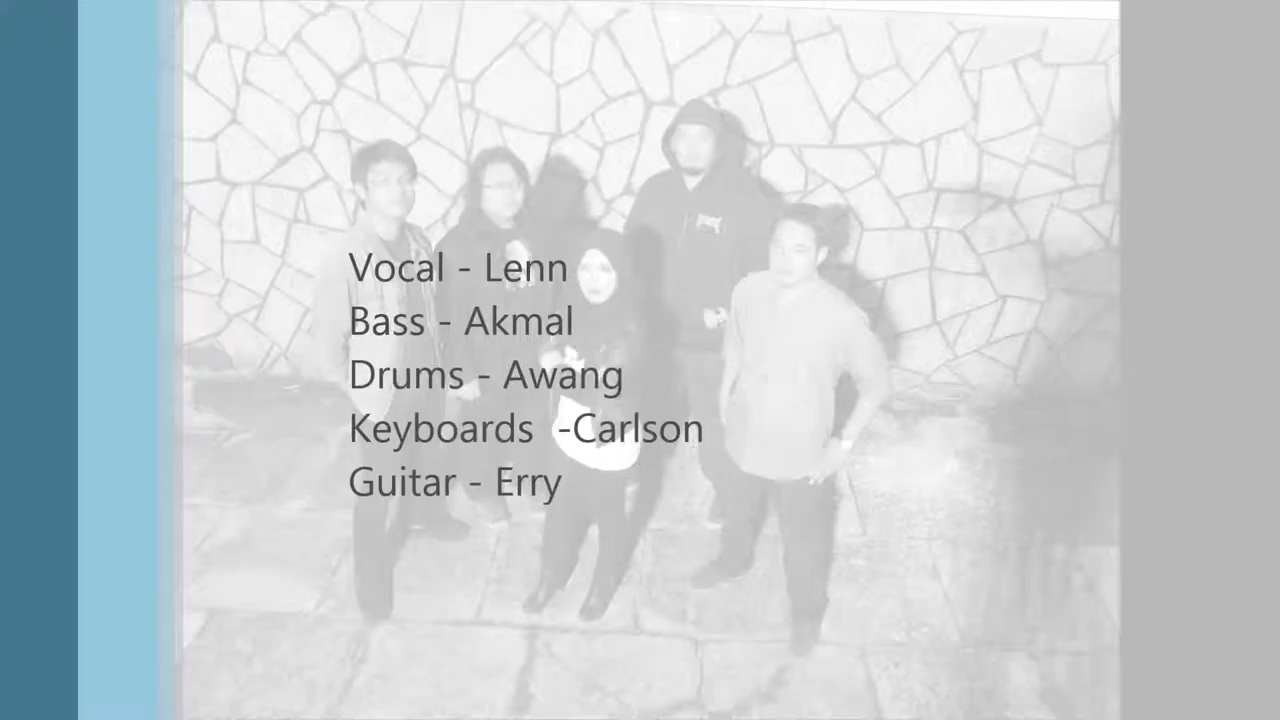 Vocal - Lenn
Bass - Akmal
Drums - Awang
Keyboards  -Carlson
Guitar - Erry